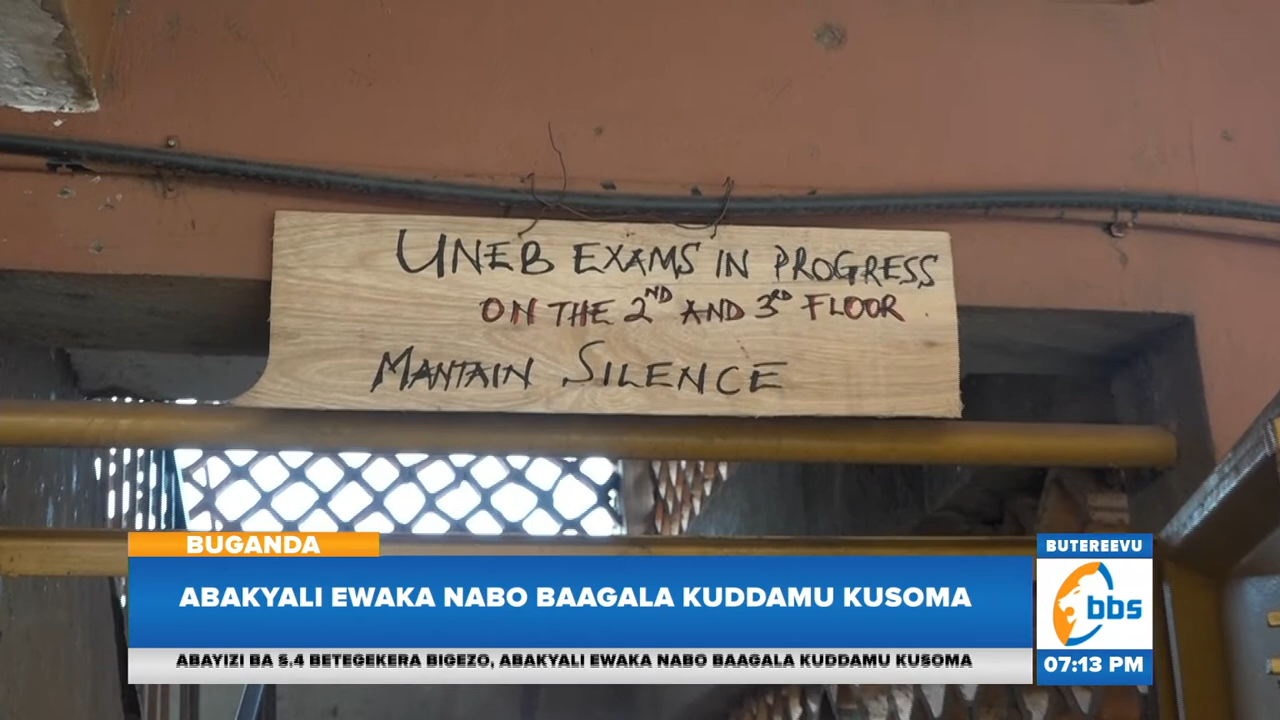 UNEB EXAMS IN PROGRESS
ON THE 2ND AND 3RD FLOOR.
MANTAIN SILENCE
BUGANDA
ABAKYALI EWAKA NABO BAAGALA KUDDAMU KUSOMA
ABAYIZI BA S.4 BETEGEKERA BIGEZO, ABAKYALI EWAKA NABO BAAGALA KUDDAMU KUSOMA
BUTEREEVU
bbs
07:13 PM